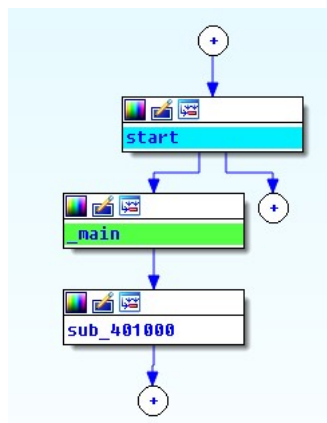 +
start
+
_main
sub_401000
+